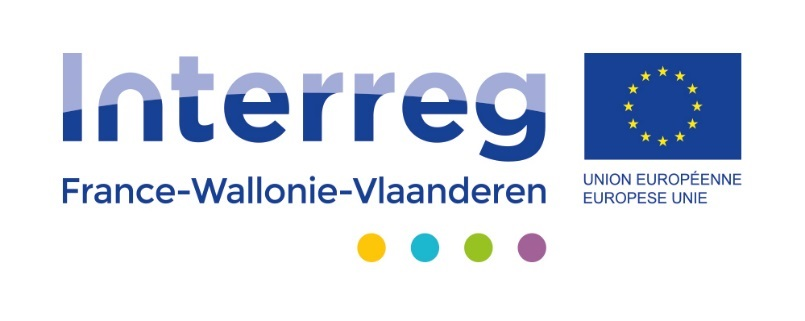 Interreg
France-Wallonie-Vlaanderen
UNION EUROPÉENNE
EUROPESE UNIE